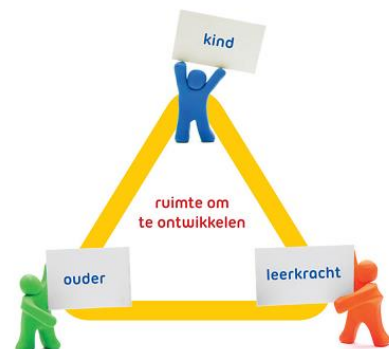 kind
ruimte om
te ontwikkelen
ouder
leerkracht